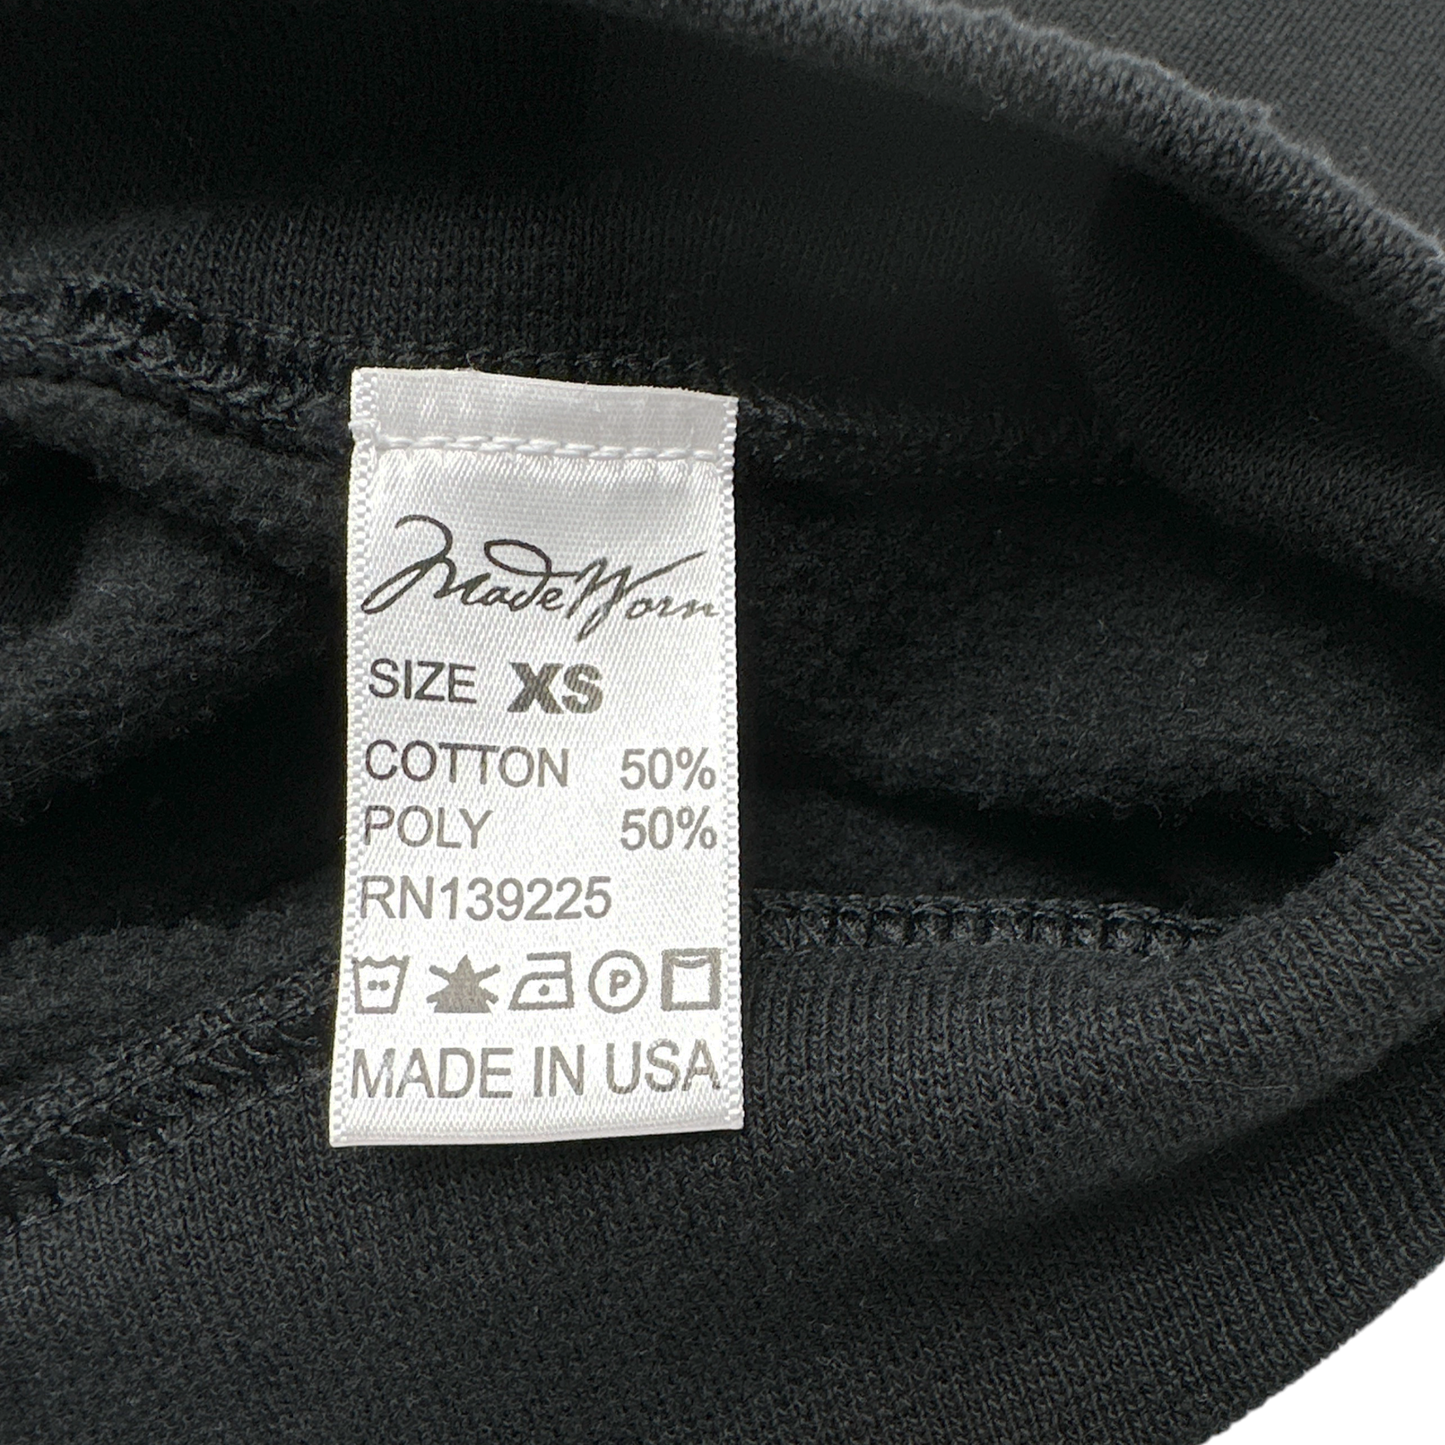 MadeWorn
SIZE XS
COTTON 50%
POLY 50%
RN139225
P
MADE IN USA